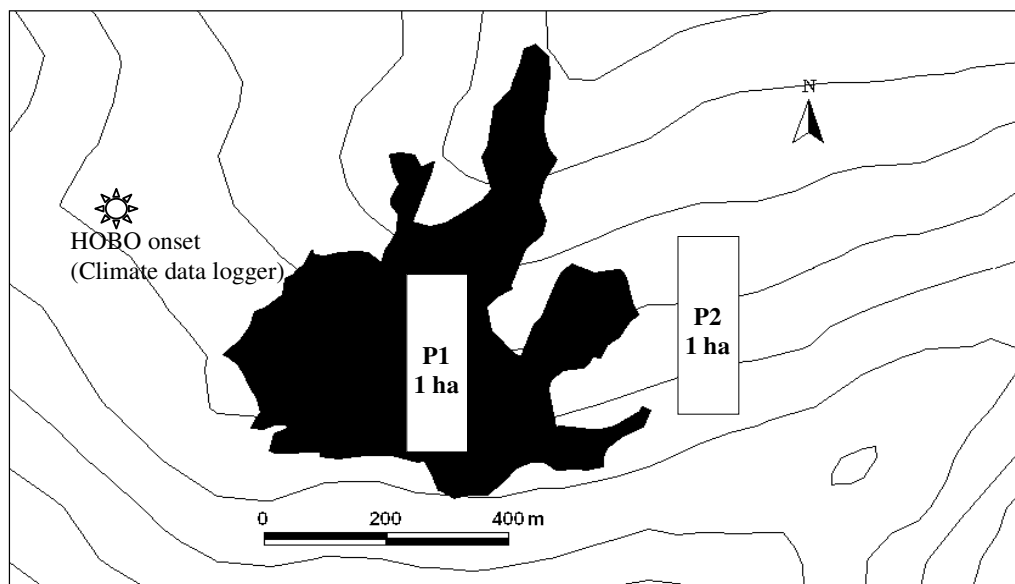 N
HOBO onset
(Climate data logger)
P1
1 ha
P2
1 ha
0 200 400 m